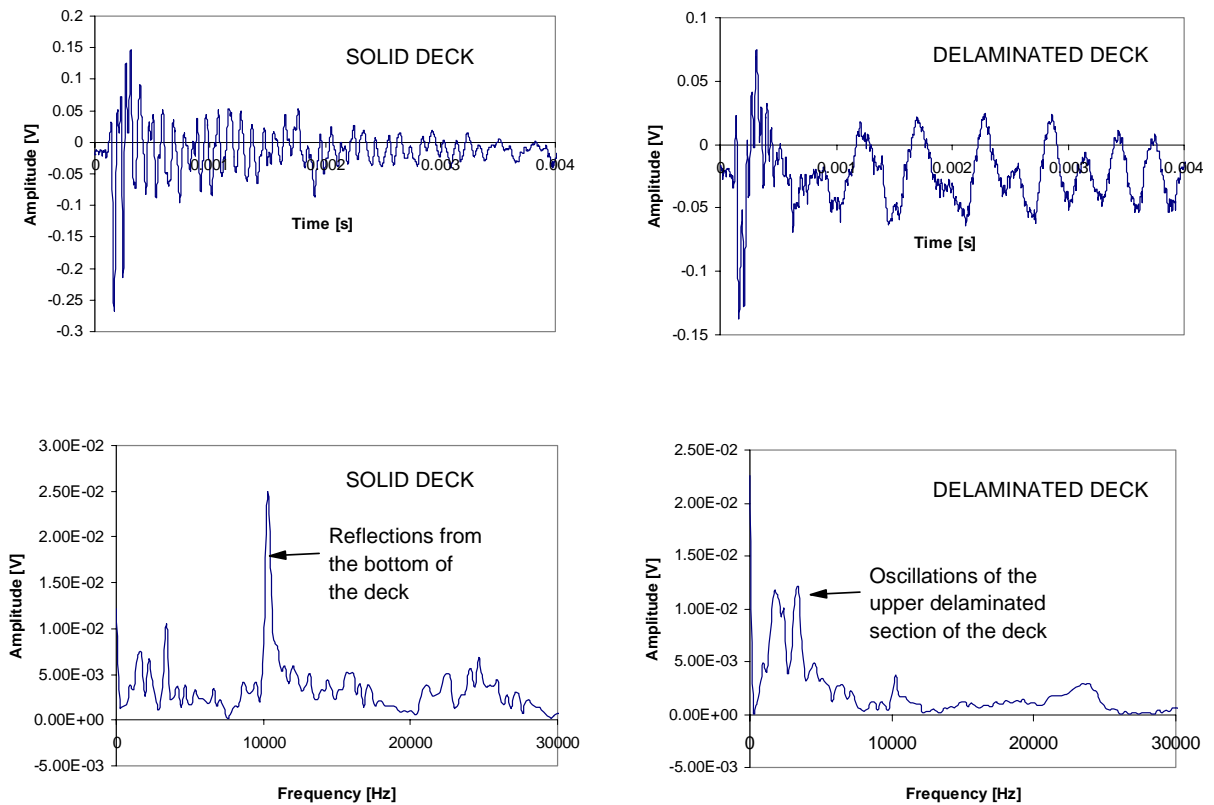 0.2
0.15
0.1
0.05
0
-0.05
-0.1
-0.15
-0.2
-0.25
-0.3
0
0.001
0.002
0.003
0.004
Amplitude [V]
Time [s]
SOLID DECK
0.1
0.05
0
-0.05
-0.1
-0.15
0
0.001
0.002
0.003
0.004
Amplitude [V]
Time [s]
DELAMINATED DECK
3.00E-02
2.50E-02
2.00E-02
1.50E-02
1.00E-02
5.00E-03
0.00E+00
-5.00E-03
0
10000
20000
30000
Amplitude [V]
Frequency [Hz]
SOLID DECK
Reflections from
the bottom of
the deck
2.50E-02
2.00E-02
1.50E-02
1.00E-02
5.00E-03
0.00E+00
-5.00E-03
0
10000
20000
30000
Amplitude [V]
Frequency [Hz]
DELAMINATED DECK
Oscillations of the
upper delaminated
section of the deck